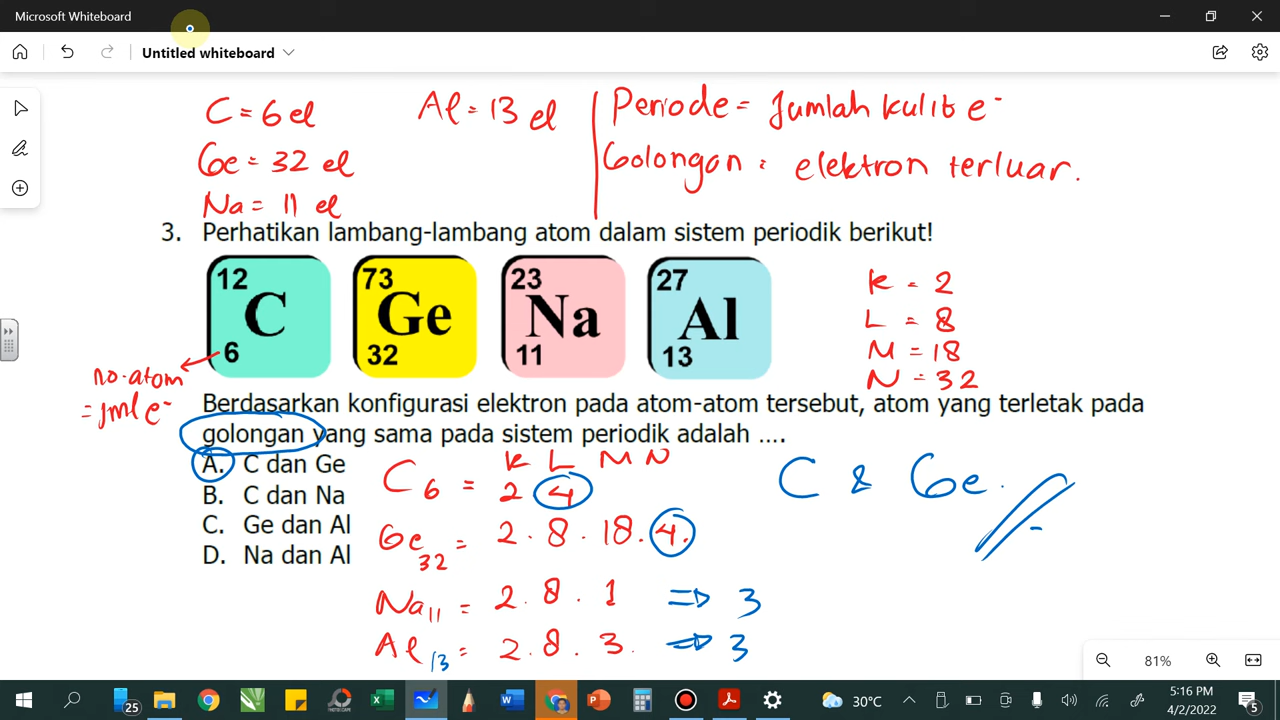 Microsoft Whiteboard
Untitled whiteboard
C = 6 el
Al = 13 el
Periode = Jumlah kulit e⁻
Ge = 32 el
Golongan = elektron terluar.
Na = 11 el
3. Perhatikan lambang-lambang atom dalam sistem periodik berikut!
12 C 6
73 Ge 32
23 Na 11
27 Al 13
K = 2
L = 8
M = 18
N = 32
no.atom
= jml e⁻
Berdasarkan konfigurasi elektron pada atom-atom tersebut, atom yang terletak pada
golongan yang sama pada sistem periodik adalah ....
A. C dan Ge
B. C dan Na
C. Ge dan Al
D. Na dan Al
K L M N
C₆ = 2 4
Ge₃₂ = 2 . 8 . 18 . 4.
Na₁₁ = 2 . 8 . 1 ⇒ 3
Al₁₃ = 2 . 8 . 3. ⇒ 3
C & Ge.
81%
25
30°C
5:16 PM
4/2/2022
5